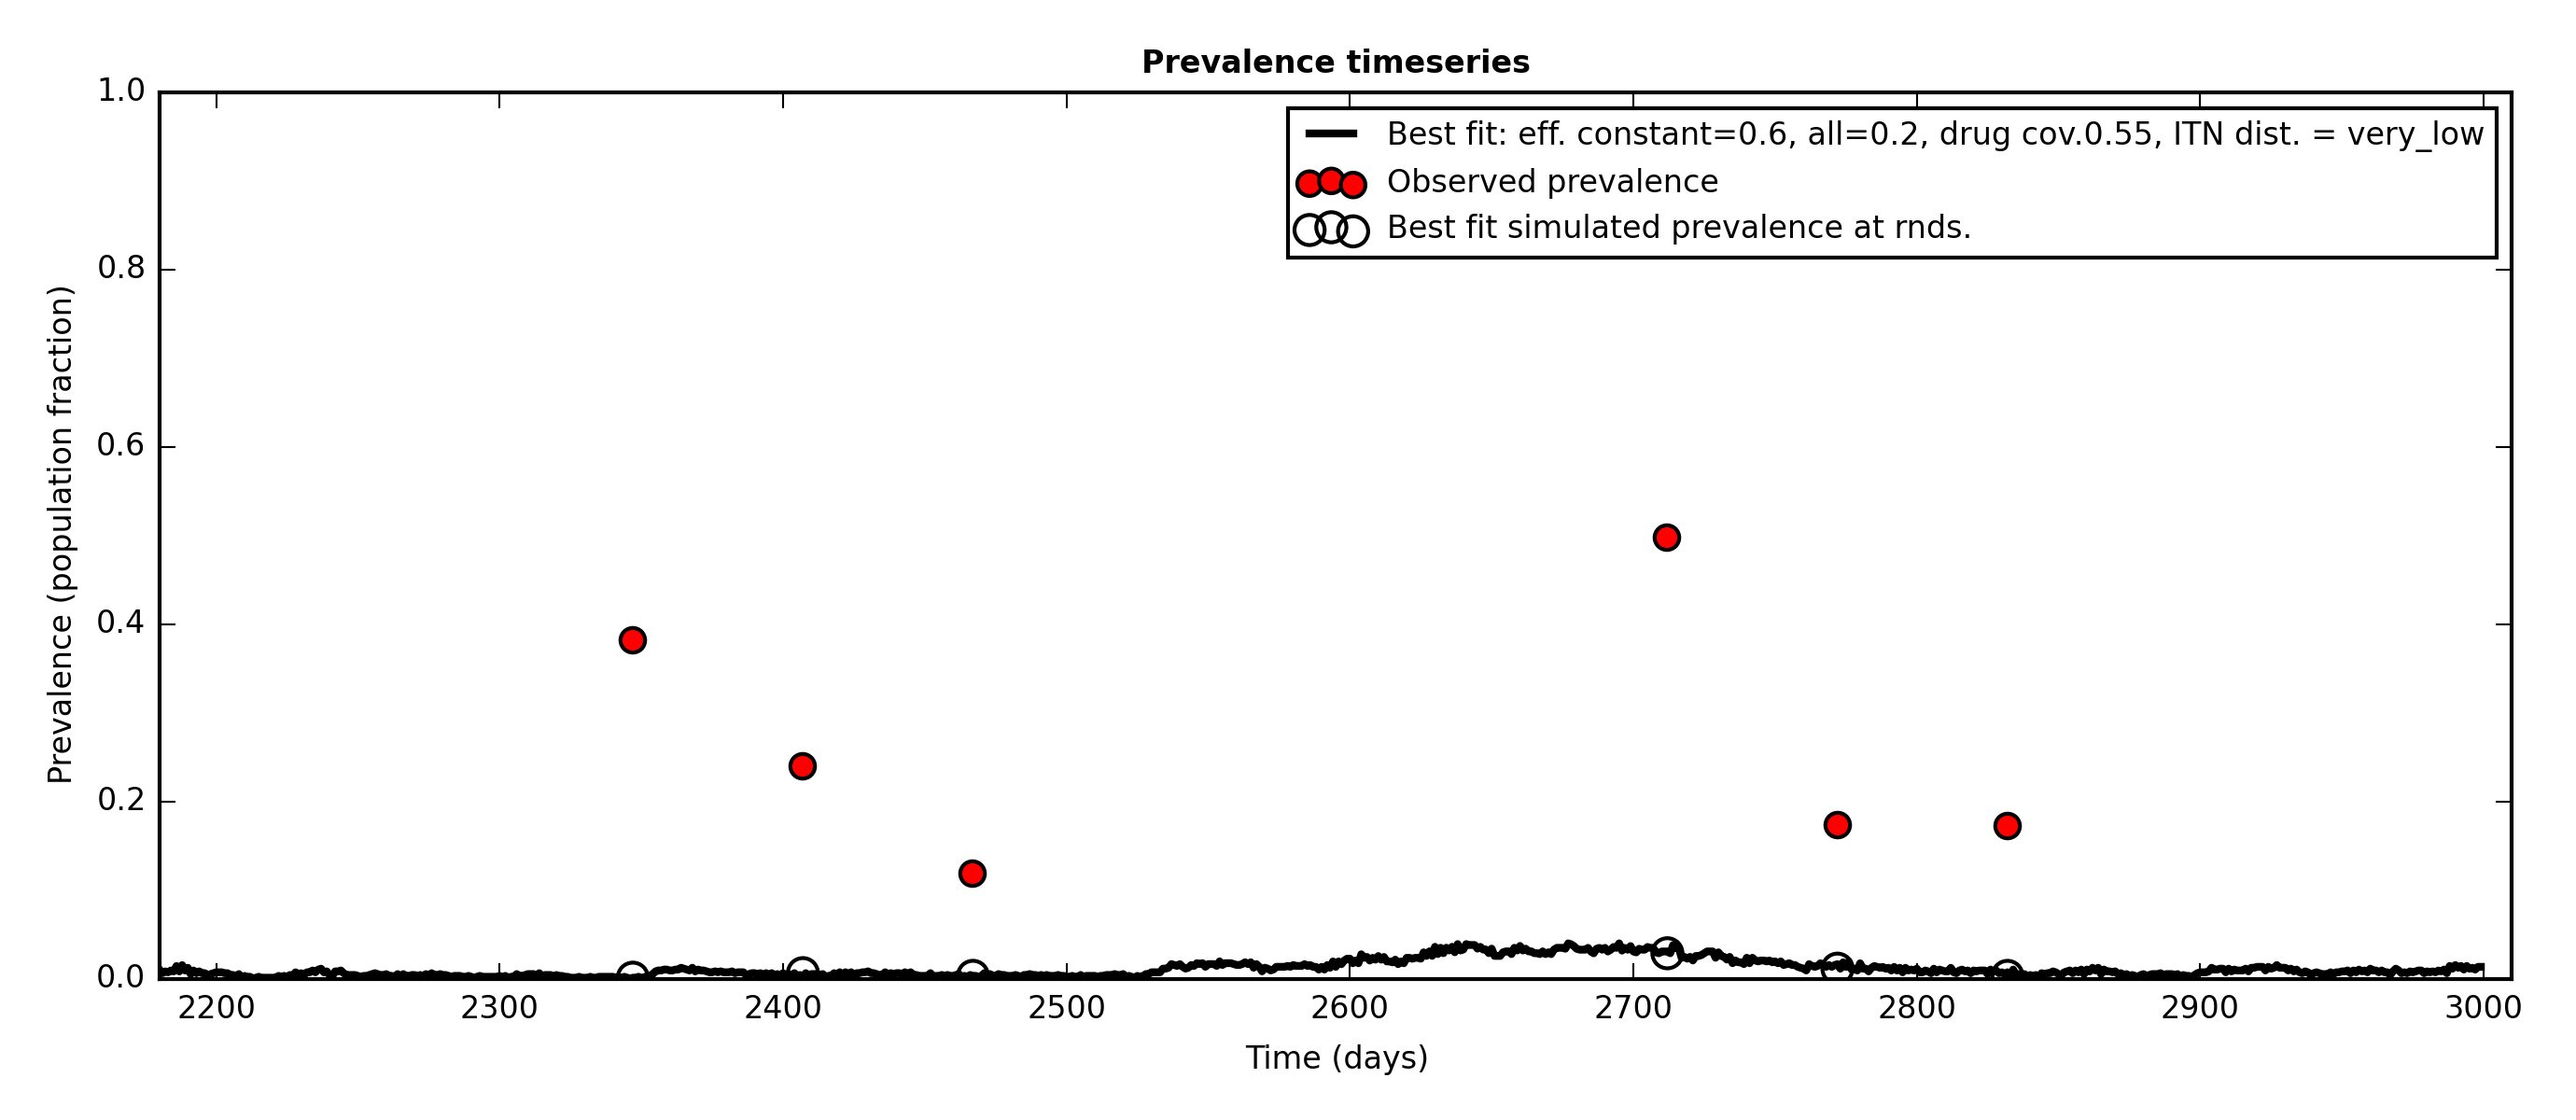 Prevalence timeseries
Best fit: eff. constant=0.6, all=0.2, drug cov.0.55, ITN dist. = very_low
Observed prevalence
Best fit simulated prevalence at rnds.
Prevalence (population fraction)
1.0
0.8
0.6
0.4
0.2
0.0
2200 2300 2400 2500 2600 2700 2800 2900 3000
Time (days)